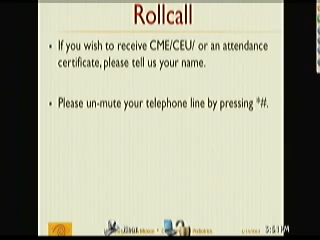 Rollcall
• If you wish to receive CME/CEU/ or an attendance
certificate, please tell us your name.
• Please un-mute your telephone line by pressing *#.